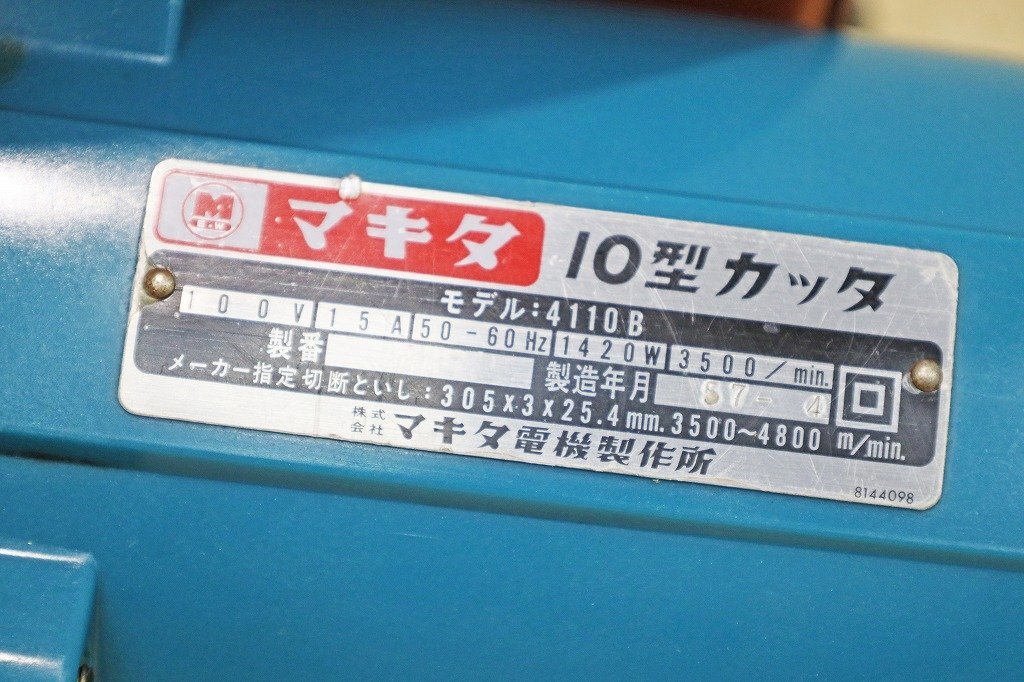 M
E・W
マキタ 10型カッタ
モデル:4110B
100V 15A 50-60Hz 1420W 3500/min.
製番 製造年月 57-4
メーカー指定切断といし:305×3×25.4mm. 3500~4800 m/min.
株式会社 マキタ電機製作所
8144098